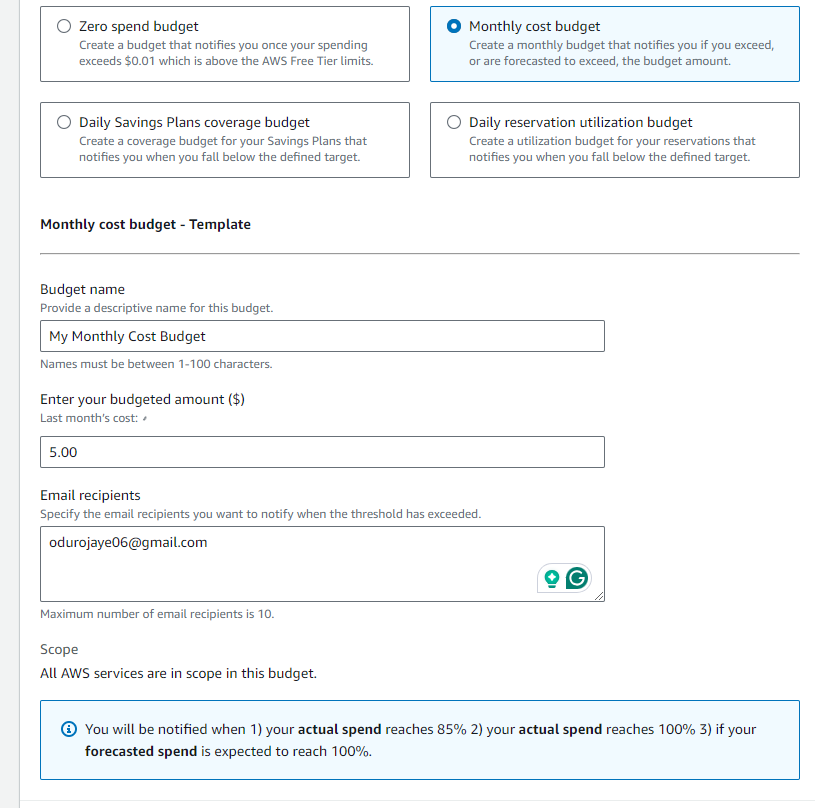 Zero spend budget
Create a budget that notifies you once your spending
exceeds $0.01 which is above the AWS Free Tier limits.
Monthly cost budget
Create a monthly budget that notifies you if you exceed,
or are forecasted to exceed, the budget amount.
Daily Savings Plans coverage budget
Create a coverage budget for your Savings Plans that
notifies you when you fall below the defined target.
Daily reservation utilization budget
Create a utilization budget for your reservations that
notifies you when you fall below the defined target.
Monthly cost budget - Template
Budget name
Provide a descriptive name for this budget.
My Monthly Cost Budget
Names must be between 1-100 characters.
Enter your budgeted amount ($)
Last month's cost:
5.00
Email recipients
Specify the email recipients you want to notify when the threshold has exceeded.
odurojaye06@gmail.com
Maximum number of email recipients is 10.
Scope
All AWS services are in scope in this budget.
You will be notified when 1) your actual spend reaches 85% 2) your actual spend reaches 100% 3) if your
forecasted spend is expected to reach 100%.